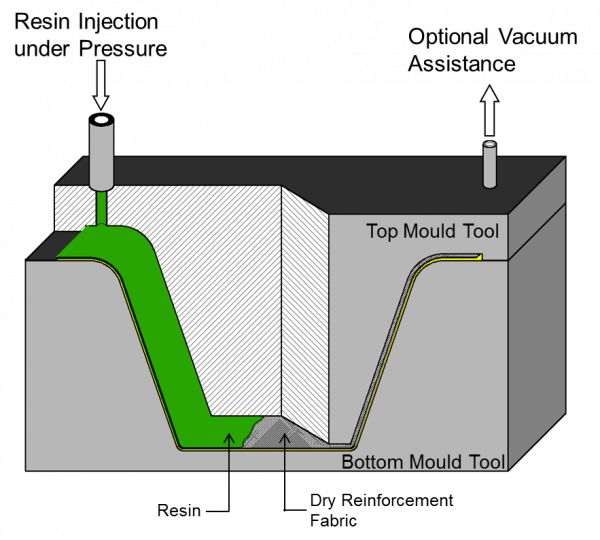 Resin Injection
under Pressure
Optional Vacuum
Assistance
Top Mould Tool
Bottom Mould Tool
Resin
Dry Reinforcement
Fabric